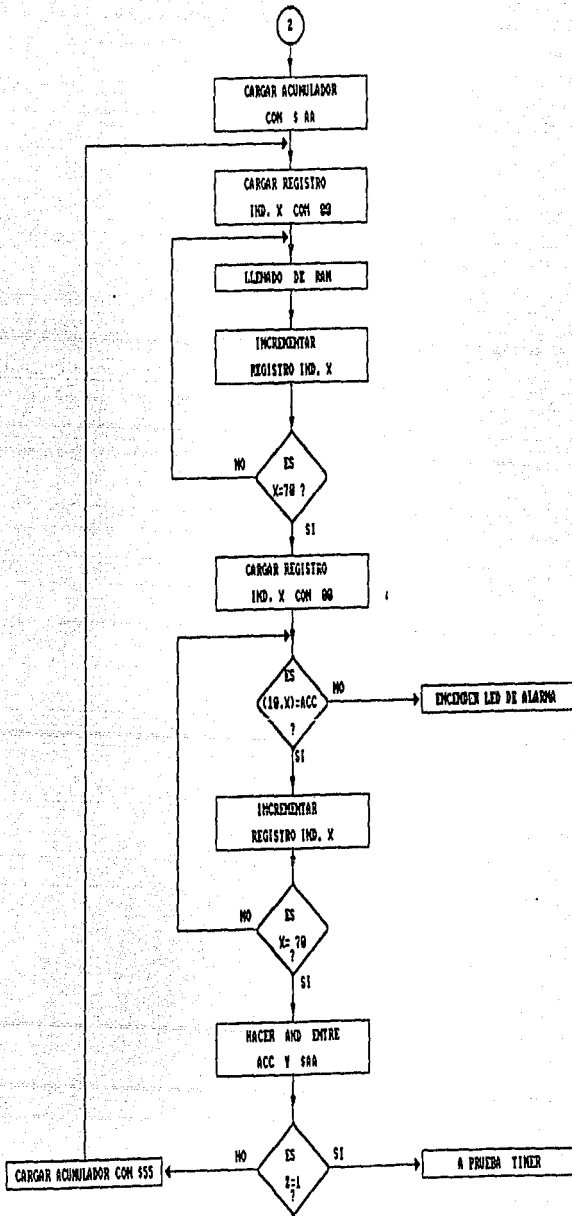 2
CARGAR ACUMULADOR
CON $ AA
CARGAR REGISTRO
IND. X CON 00
LLENADO DE RAM
INCREMENTAR
REGISTRO IND. X
NO
ES
X=70 ?
SI
CARGAR REGISTRO
IND. X CON 00
ES
(10.X)=ACC
?
NO
ENCENDER LED DE ALARMA
SI
INCREMENTAR
REGISTRO IND. X
NO
ES
X= 70
?
SI
HACER AND ENTRE
ACC Y $AA
NO
ES
Z=1
?
SI
CARGAR ACUMULADOR CON $55
A PRUEBA TIMER